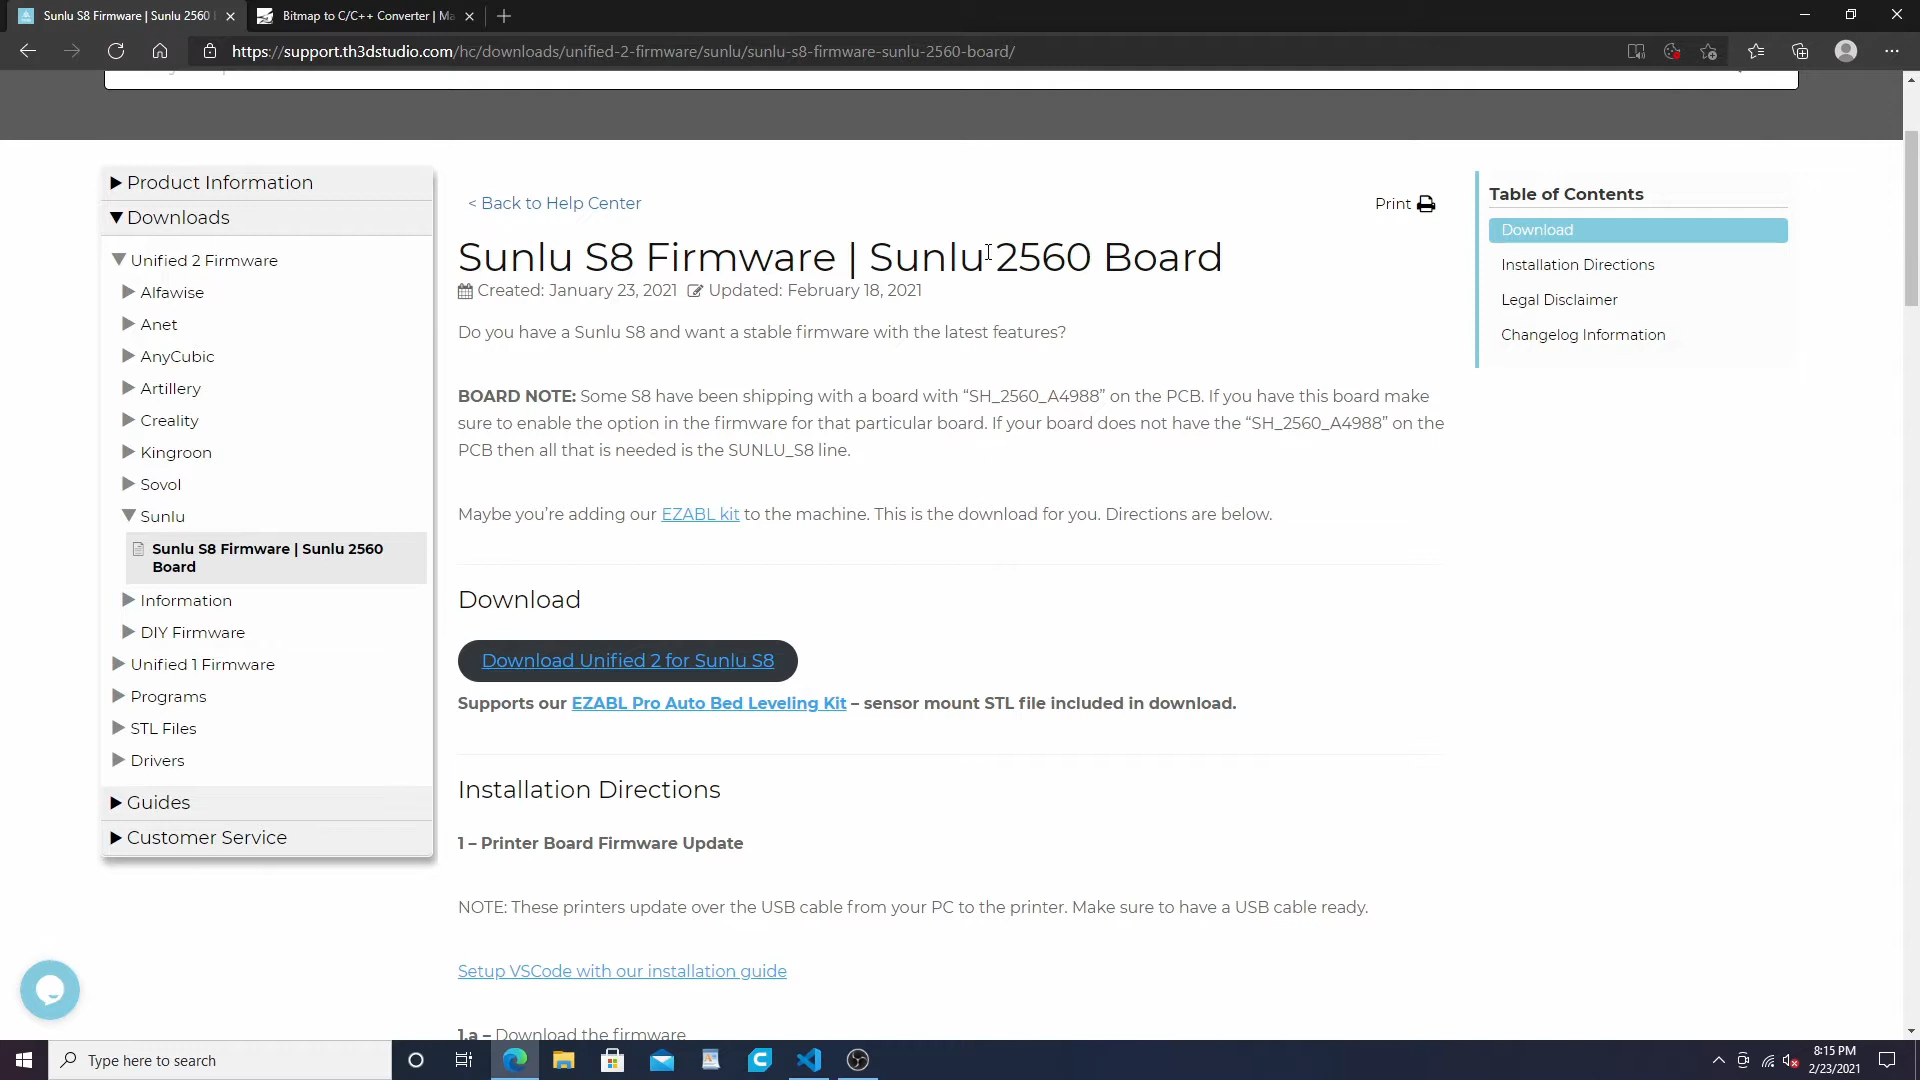 Sunlu S8 Firmware | Sunlu 2560
Bitmap to C/C++ Converter | Ma
https://support.th3dstudio.com/hc/downloads/unified-2-firmware/sunlu/sunlu-s8-firmware-sunlu-2560-board/
Product Information
Downloads
Unified 2 Firmware
Alfawise
Anet
AnyCubic
Artillery
Creality
Kingroon
Sovol
Sunlu
Sunlu S8 Firmware | Sunlu 2560
Board
Information
DIY Firmware
Unified 1 Firmware
Programs
STL Files
Drivers
Guides
Customer Service
< Back to Help Center
Print
Sunlu S8 Firmware | Sunlu 2560 Board
Created: January 23, 2021 Updated: February 18, 2021
Do you have a Sunlu S8 and want a stable firmware with the latest features?
BOARD NOTE: Some S8 have been shipping with a board with “SH_2560_A4988” on the PCB. If you have this board make
sure to enable the option in the firmware for that particular board. If your board does not have the “SH_2560_A4988” on the
PCB then all that is needed is the SUNLU_S8 line.
Maybe you’re adding our EZABL kit to the machine. This is the download for you. Directions are below.
Download
Download Unified 2 for Sunlu S8
Supports our EZABL Pro Auto Bed Leveling Kit – sensor mount STL file included in download.
Installation Directions
1 – Printer Board Firmware Update
NOTE: These printers update over the USB cable from your PC to the printer. Make sure to have a USB cable ready.
Setup VSCode with our installation guide
1.a – Download the firmware
Table of Contents
Download
Installation Directions
Legal Disclaimer
Changelog Information
Type here to search
8:15 PM
2/23/2021